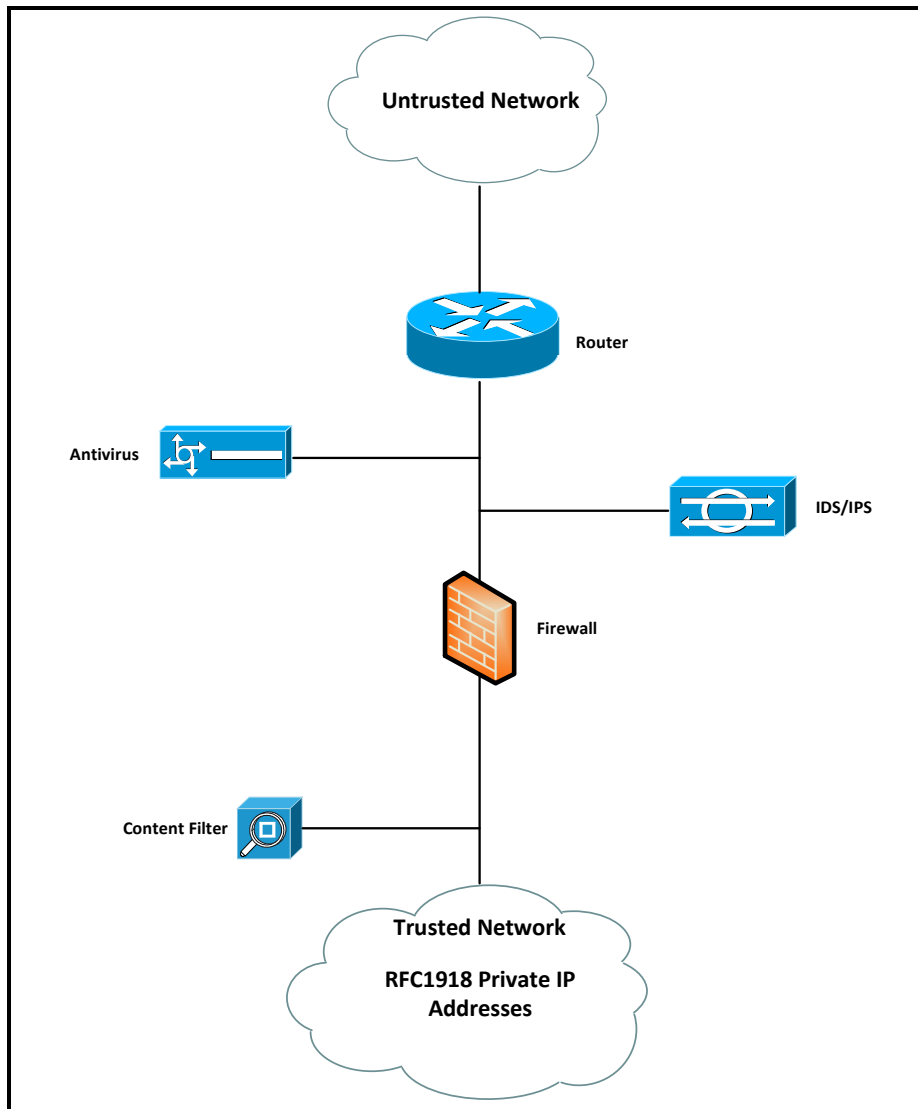 Untrusted Network
Router
Antivirus
IDS/IPS
Firewall
Content Filter
Trusted Network
RFC1918 Private IP
Addresses